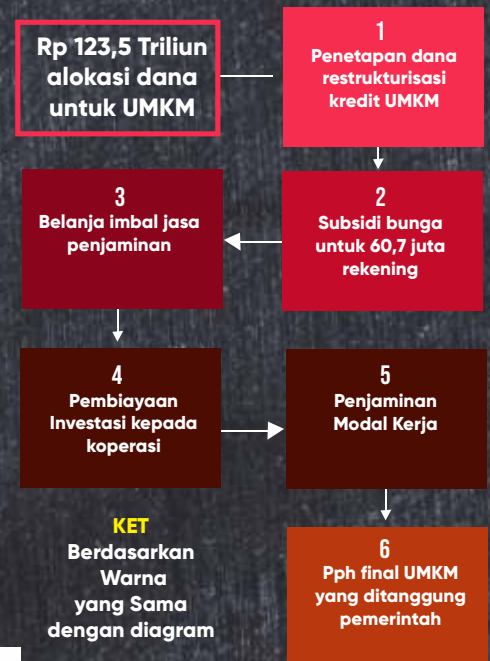 Rp 123,5 Triliun
alokasi dana
untuk UMKM
1
Penetapan dana
restrukturisasi
kredit UMKM
2
Subsidi bunga
untuk 60,7 juta
rekening
3
Belanja imbal jasa
penjaminan
4
Pembiayaan
Investasi kepada
koperasi
5
Penjaminan
Modal Kerja
6
Pph final UMKM
yang ditanggung
pemerintah
KET
Berdasarkan
Warna
yang Sama
dengan diagram